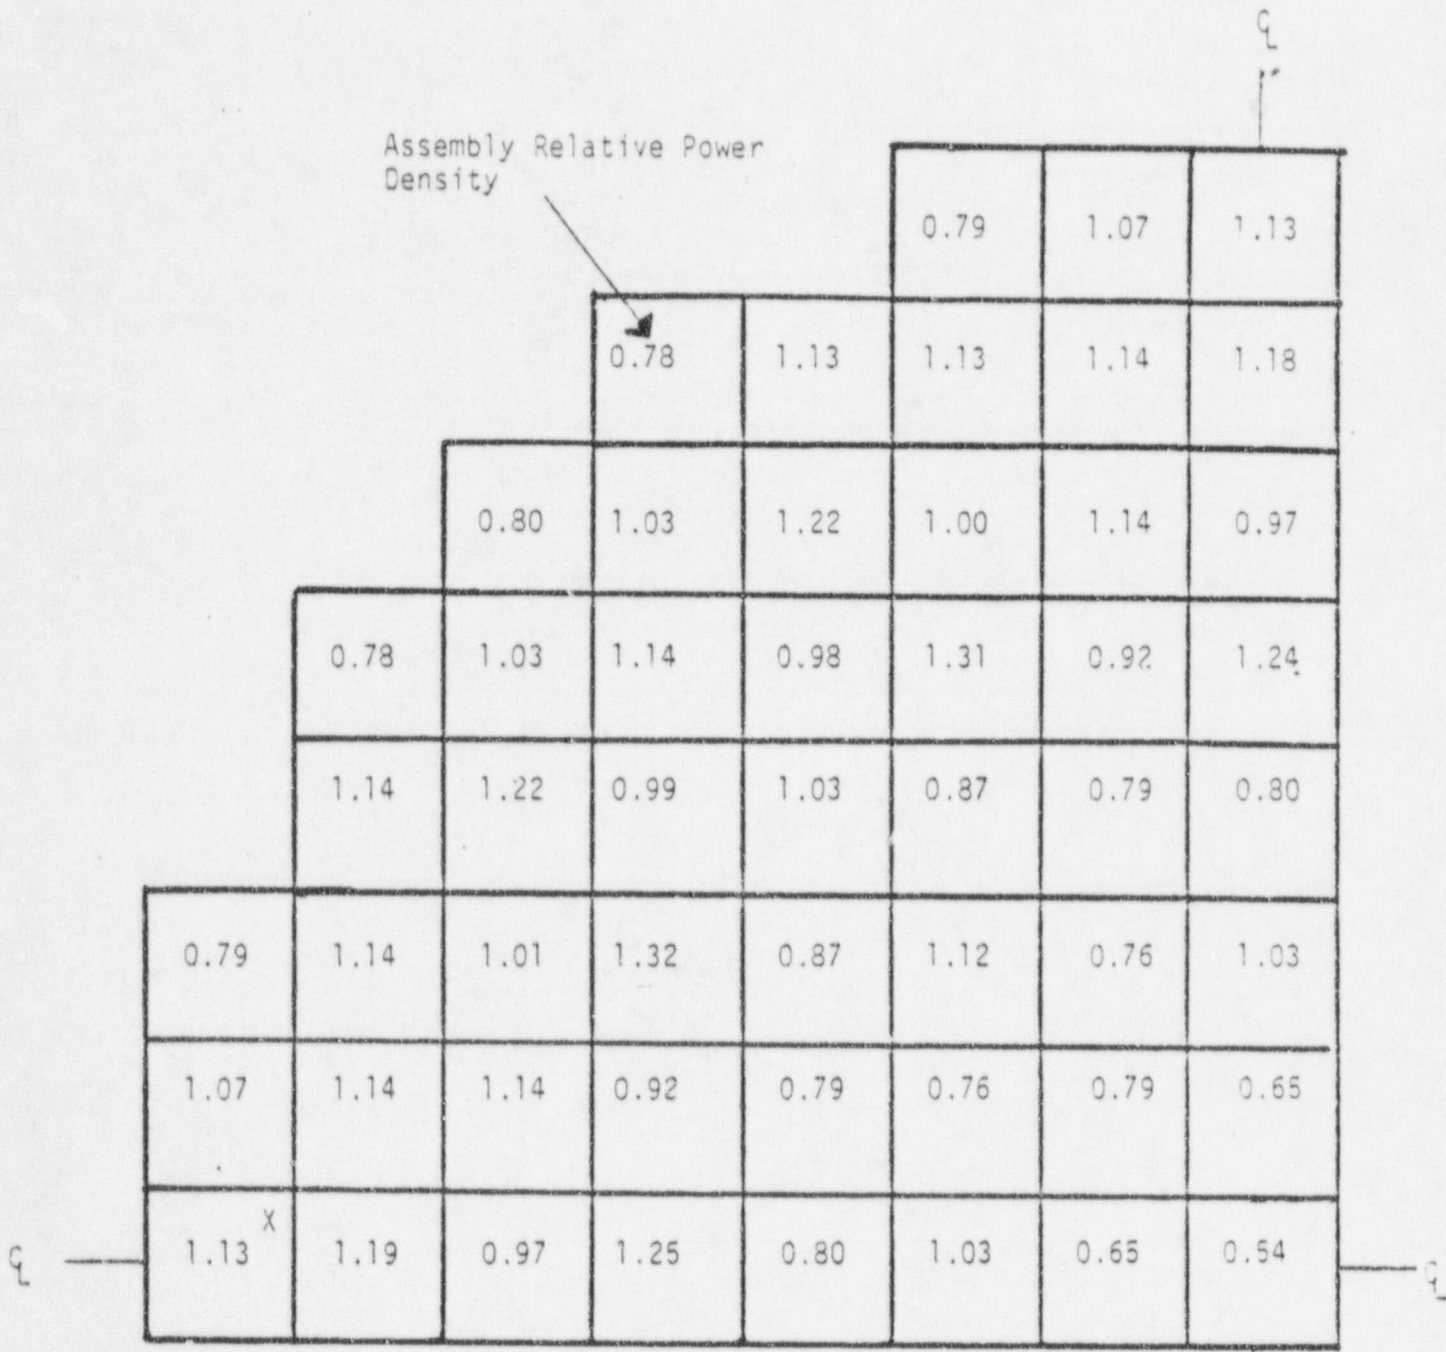 ℄
Assembly Relative Power
Density
0.79 1.07 1.13
0.78 1.13 1.13 1.14 1.18
0.80 1.03 1.22 1.00 1.14 0.97
0.78 1.03 1.14 0.98 1.31 0.92 1.24
1.14 1.22 0.99 1.03 0.87 0.79 0.80
0.79 1.14 1.01 1.32 0.87 1.12 0.76 1.03
1.07 1.14 1.14 0.92 0.79 0.76 0.79 0.65
X
℄ 1.13 1.19 0.97 1.25 0.80 1.03 0.65 0.54 ℄